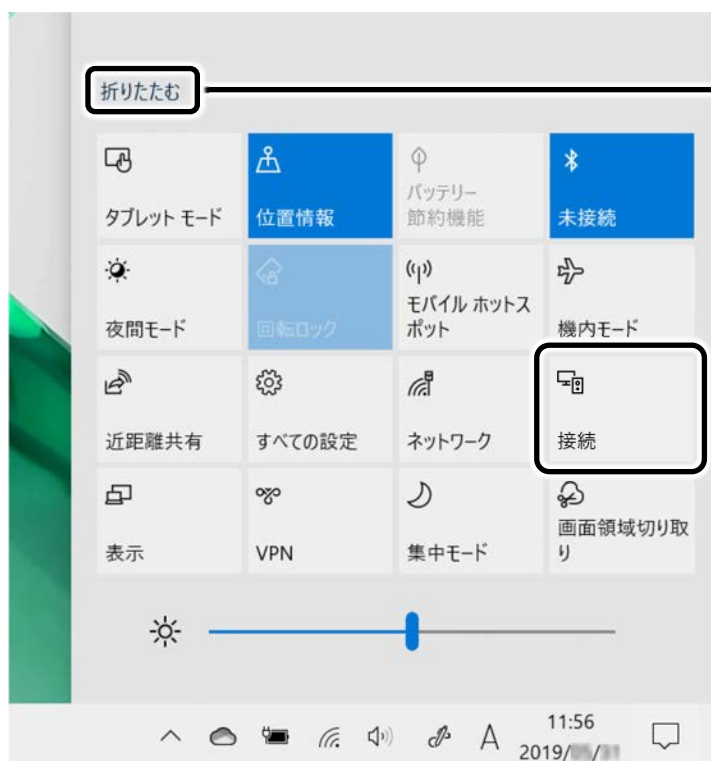 折りたたむ
タブレット モード
位置情報
バッテリー
節約機能
未接続
夜間モード
回転ロック
モバイル ホットス
ポット
機内モード
近距離共有
すべての設定
ネットワーク
接続
表示
VPN
集中モード
画面領域切り取
り
A
11:56
2019/